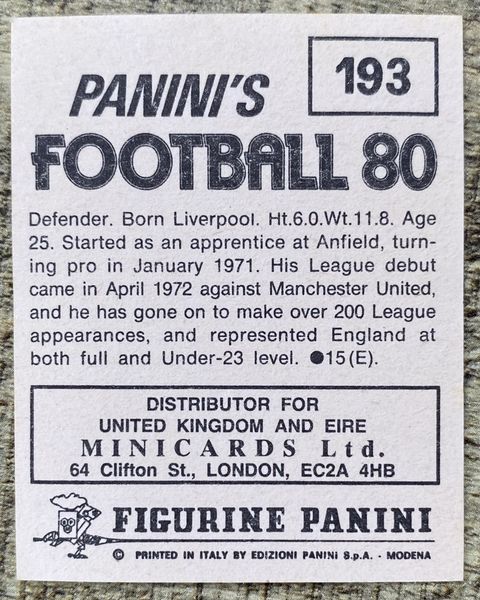 193
PANINI'S
FOOTBALL 80
Defender. Born Liverpool. Ht.6.0.Wt.11.8. Age
25. Started as an apprentice at Anfield, turn-
ing pro in January 1971. His League debut
came in April 1972 against Manchester United,
and he has gone on to make over 200 League
appearances, and represented England at
both full and Under-23 level. ●15(E).
DISTRIBUTOR FOR
UNITED KINGDOM AND EIRE
MINICARDS Ltd.
64 Clifton St., LONDON, EC2A 4HB
FIGURINE PANINI
© PRINTED IN ITALY BY EDIZIONI PANINI S.p.A. - MODENA